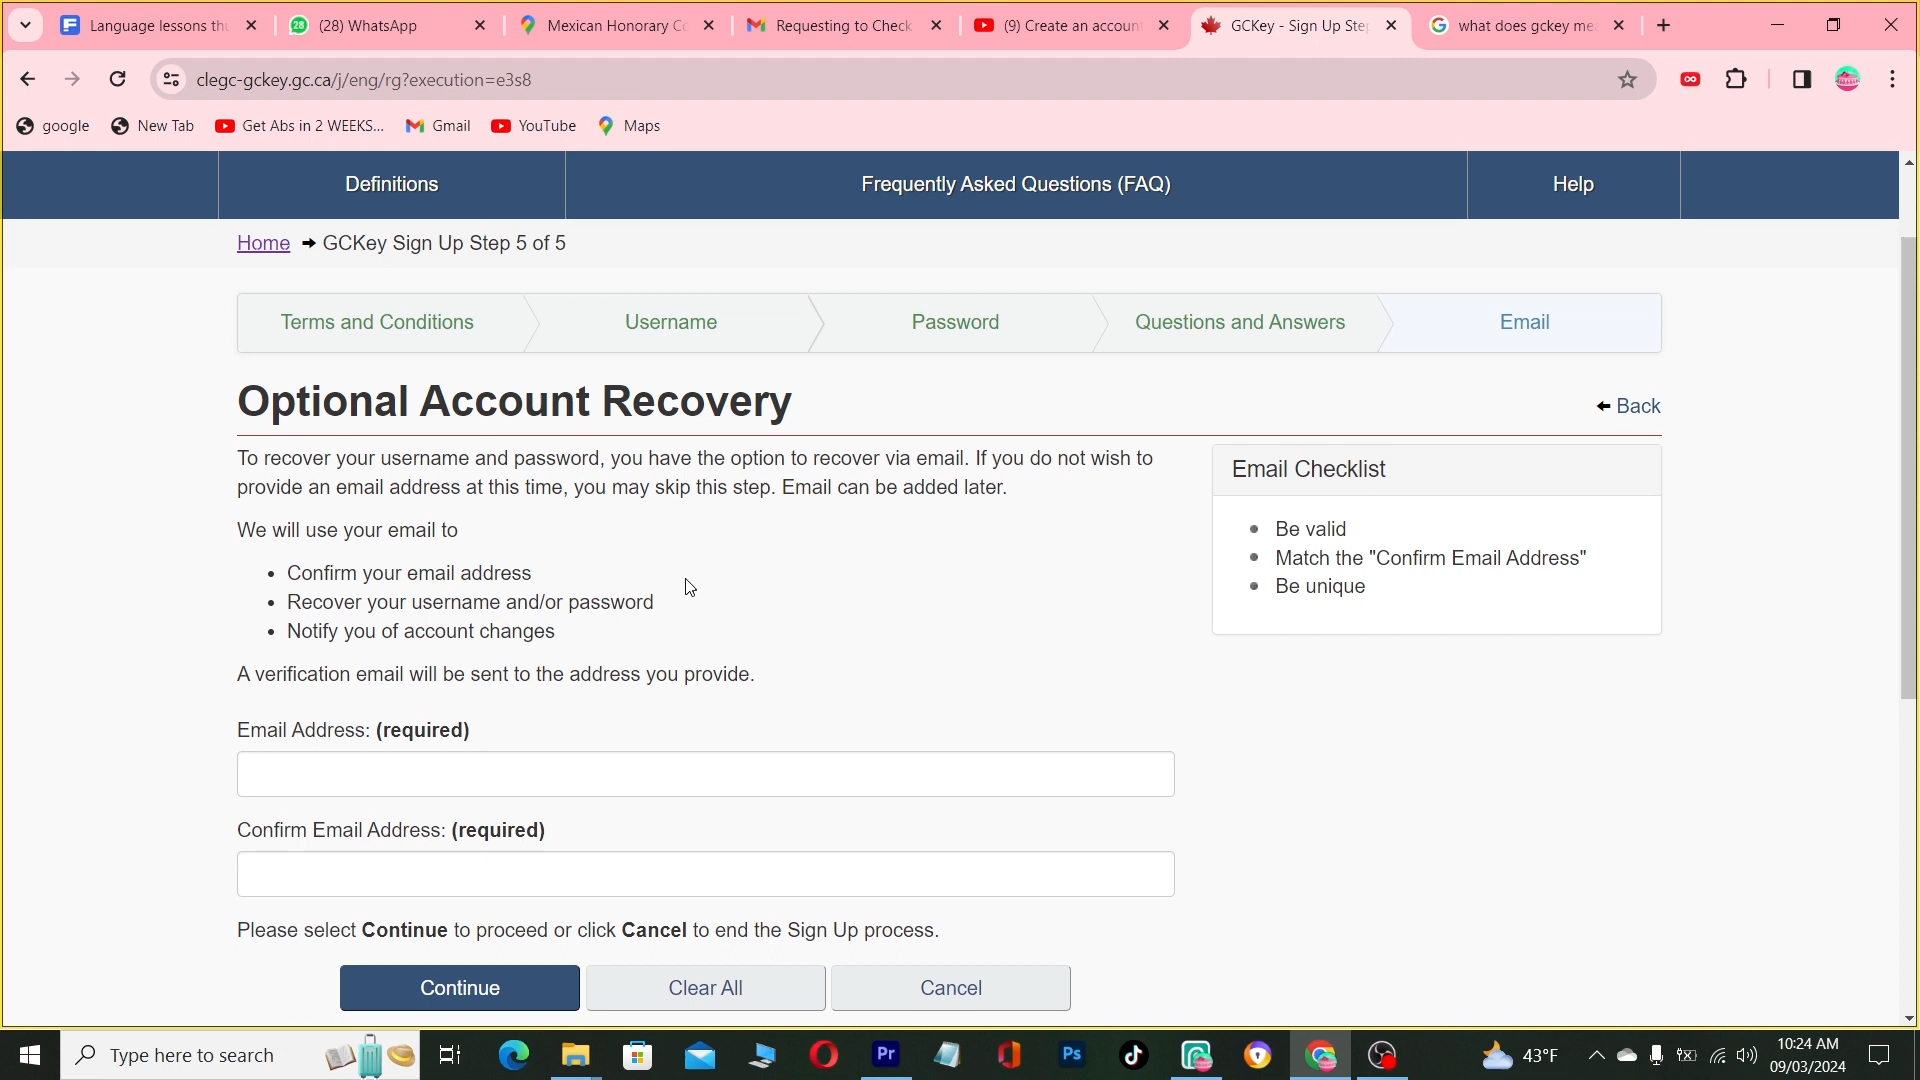 Language lessons th
(28) WhatsApp
Mexican Honorary C
Requesting to Check
(9) Create an account
GCKey - Sign Up Step
what does gckey me
clegc-gckey.gc.ca/j/eng/rg?execution=e3s8
google
New Tab
Get Abs in 2 WEEKS...
Gmail
YouTube
Maps
Definitions
Frequently Asked Questions (FAQ)
Help
Home ➞ GCKey Sign Up Step 5 of 5
Terms and Conditions
Username
Password
Questions and Answers
Email
Optional Account Recovery
Back
To recover your username and password, you have the option to recover via email. If you do not wish to
provide an email address at this time, you may skip this step. Email can be added later.
We will use your email to
• Confirm your email address
• Recover your username and/or password
• Notify you of account changes
A verification email will be sent to the address you provide.
Email Checklist
• Be valid
• Match the "Confirm Email Address"
• Be unique
Email Address: (required)
Confirm Email Address: (required)
Please select Continue to proceed or click Cancel to end the Sign Up process.
Continue
Clear All
Cancel
Type here to search
Pr
Ps
43°F
10:24 AM
09/03/2024